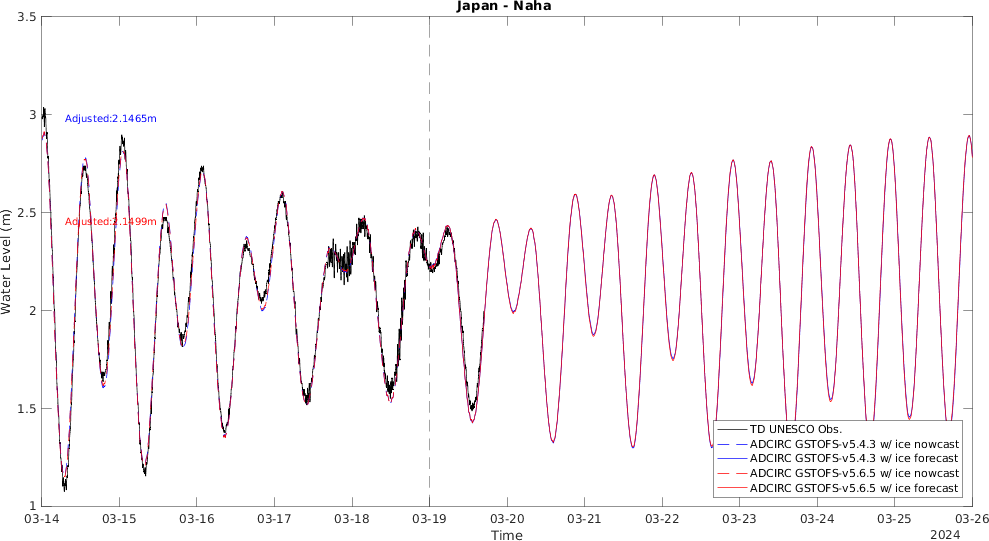 Japan - Naha
3.5
3
2.5
2
1.5
1
Water Level (m)
Adjusted:2.1465m
Adjusted:2.1499m
TD UNESCO Obs.
ADCIRC GSTOFS-v5.4.3 w/ ice nowcast
ADCIRC GSTOFS-v5.4.3 w/ ice forecast
ADCIRC GSTOFS-v5.6.5 w/ ice nowcast
ADCIRC GSTOFS-v5.6.5 w/ ice forecast
03-14 03-15 03-16 03-17 03-18 03-19 03-20 03-21 03-22 03-23 03-24 03-25 03-26
Time
2024